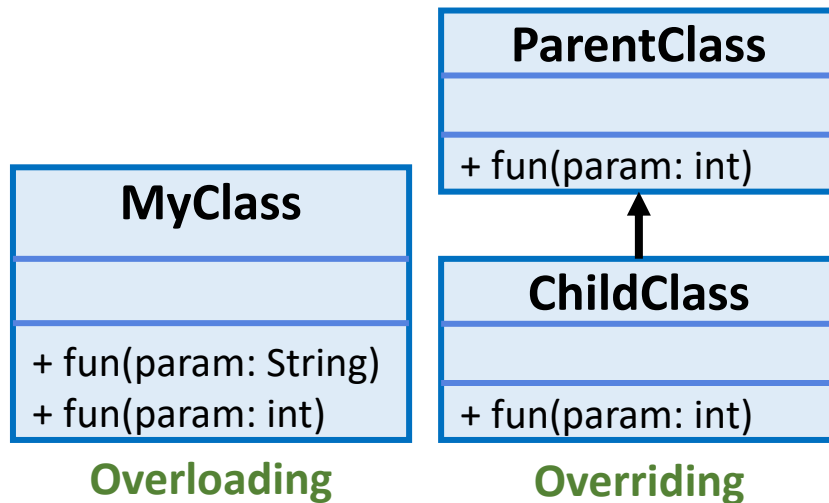 MyClass
+ fun(param: String)
+ fun(param: int)
Overloading
ParentClass
+ fun(param: int)
ChildClass
+ fun(param: int)
Overriding